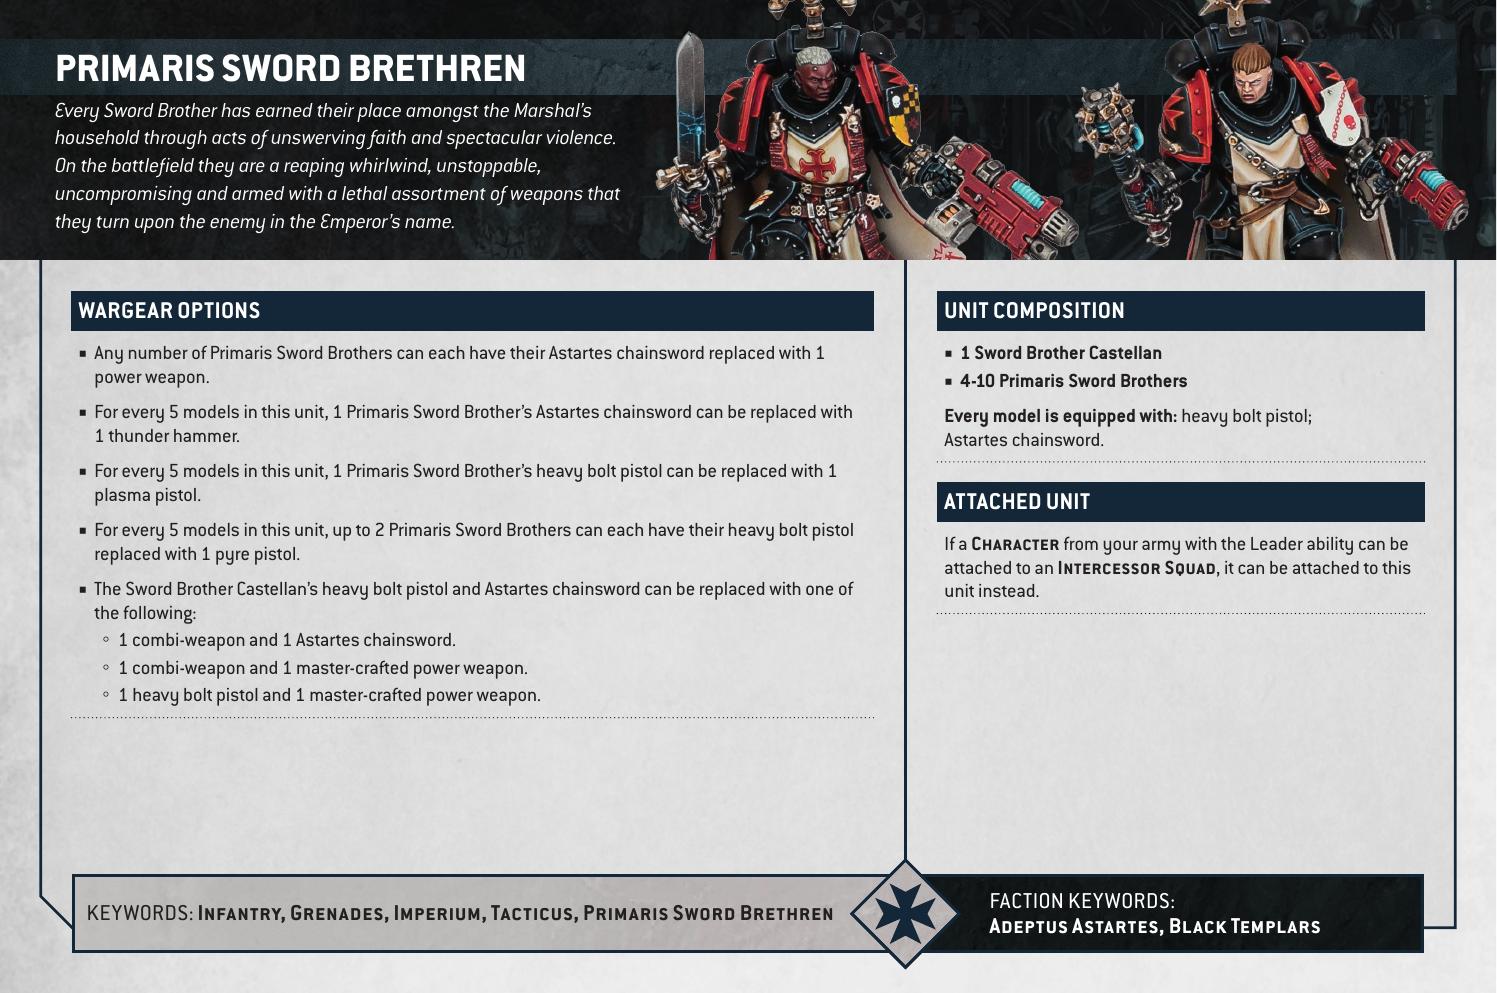 PRIMARIS SWORD BRETHREN
Every Sword Brother has earned their place amongst the Marshal's
household through acts of unswerving faith and spectacular violence.
On the battlefield they are a reaping whirlwind, unstoppable,
uncompromising and armed with a lethal assortment of weapons that
they turn upon the enemy in the Emperor's name.
WARGEAR OPTIONS
▪ Any number of Primaris Sword Brothers can each have their Astartes chainsword replaced with 1
power weapon.
▪ For every 5 models in this unit, 1 Primaris Sword Brother's Astartes chainsword can be replaced with
1 thunder hammer.
▪ For every 5 models in this unit, 1 Primaris Sword Brother's heavy bolt pistol can be replaced with 1
plasma pistol.
▪ For every 5 models in this unit, up to 2 Primaris Sword Brothers can each have their heavy bolt pistol
replaced with 1 pyre pistol.
▪ The Sword Brother Castellan's heavy bolt pistol and Astartes chainsword can be replaced with one of
the following:
◦ 1 combi-weapon and 1 Astartes chainsword.
◦ 1 combi-weapon and 1 master-crafted power weapon.
◦ 1 heavy bolt pistol and 1 master-crafted power weapon.
UNIT COMPOSITION
▪ 1 Sword Brother Castellan
▪ 4-10 Primaris Sword Brothers
Every model is equipped with: heavy bolt pistol;
Astartes chainsword.
ATTACHED UNIT
If a CHARACTER from your army with the Leader ability can be
attached to an INTERCESSOR SQUAD, it can be attached to this
unit instead.
KEYWORDS: INFANTRY, GRENADES, IMPERIUM, TACTICUS, PRIMARIS SWORD BRETHREN
FACTION KEYWORDS:
ADEPTUS ASTARTES, BLACK TEMPLARS